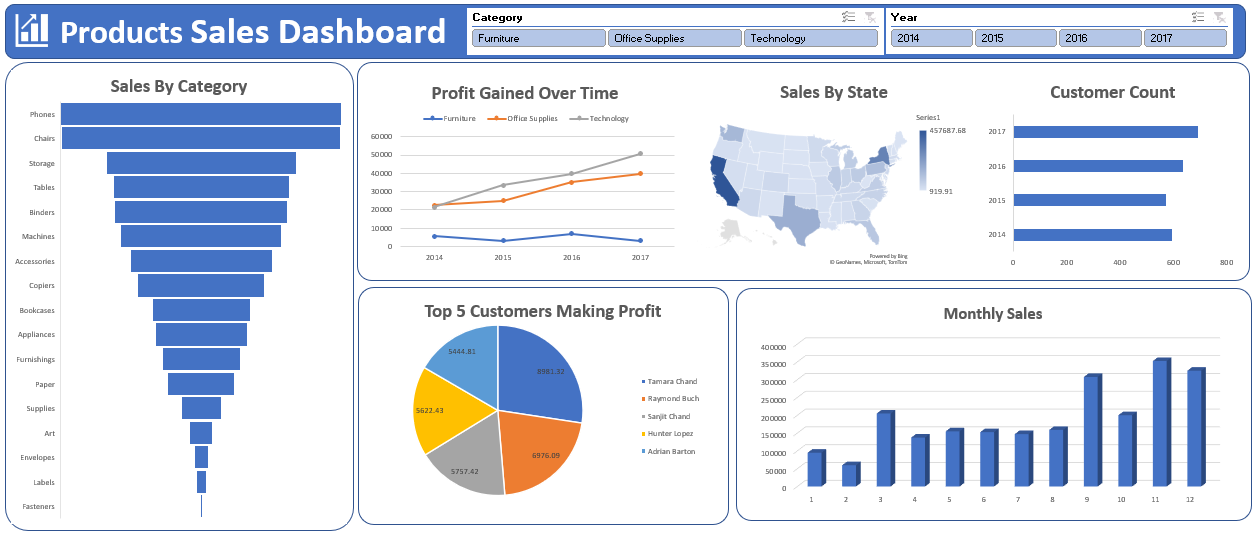 Products Sales Dashboard
Category
Furniture
Office Supplies
Technology
Year
2014
2015
2016
2017
Sales By Category
Phones
Chairs
Storage
Tables
Binders
Machines
Accessories
Copiers
Bookcases
Appliances
Furnishings
Paper
Supplies
Art
Envelopes
Labels
Fasteners
Profit Gained Over Time
Furniture
Office Supplies
Technology
60000
50000
40000
30000
20000
10000
0
2014
2015
2016
2017
Sales By State
Series1
457687.68
919.91
Powered by Bing
© GeoNames, Microsoft, TomTom
Customer Count
2017
2016
2015
2014
0
200
400
600
800
Top 5 Customers Making Profit
5444.81
8981.32
5622.43
6976.09
5757.42
Tamara Chand
Raymond Buch
Sanjit Chand
Hunter Lopez
Adrian Barton
Monthly Sales
400000
350000
300000
250000
200000
150000
100000
50000
0
1
2
3
4
5
6
7
8
9
10
11
12